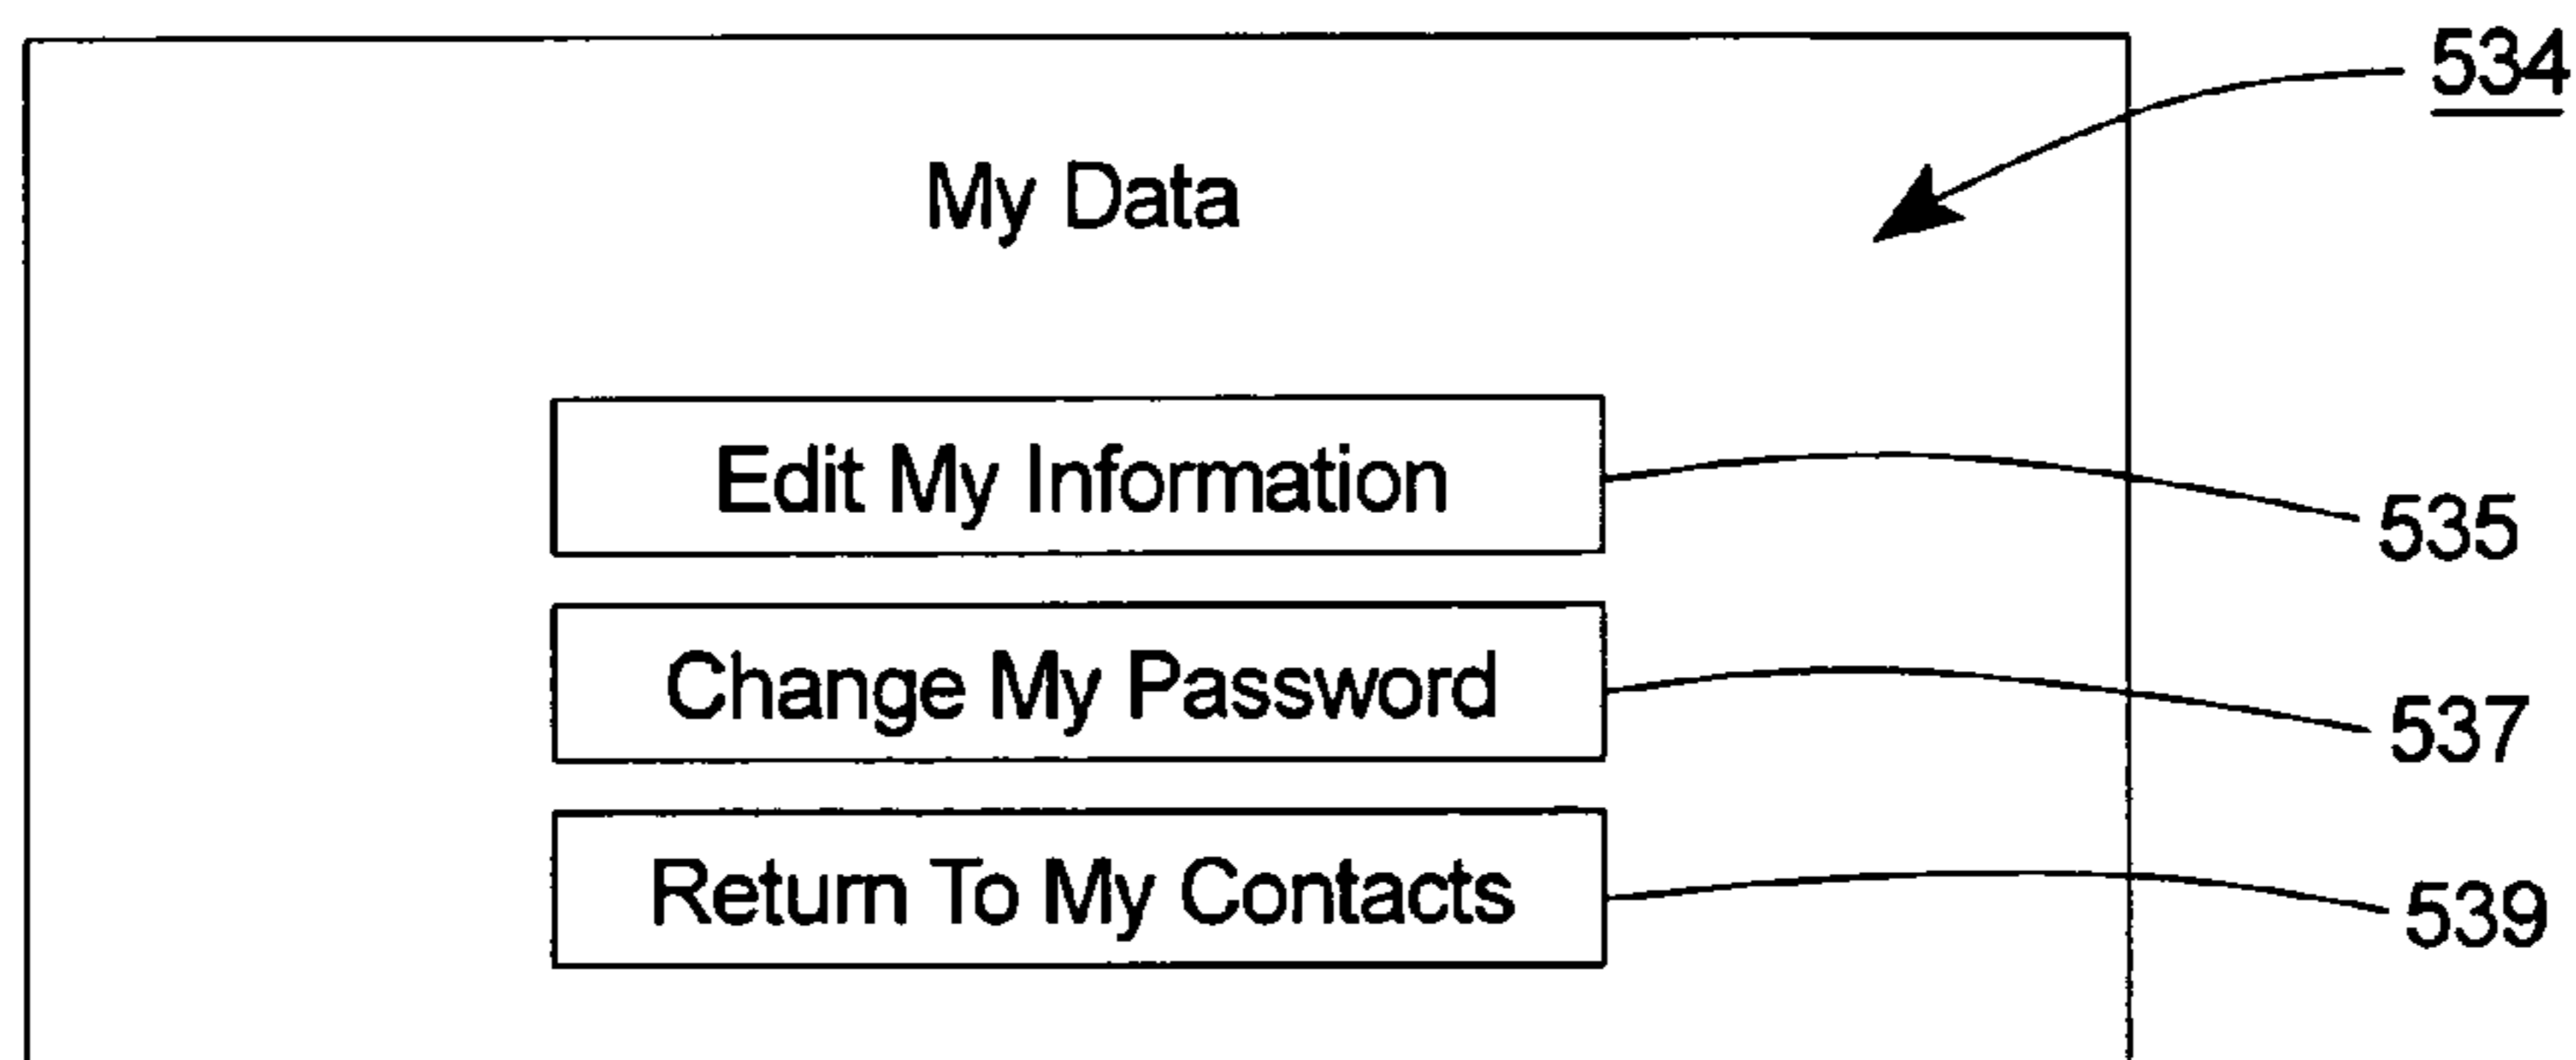 534
My Data
Edit My Information
535
Change My Password
537
Return To My Contacts
539